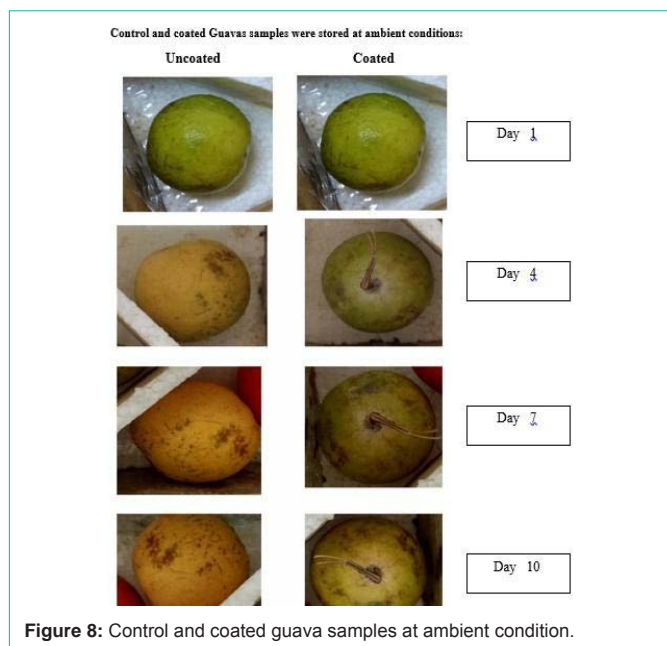 Control and coated Guavas samples were stored at ambient conditions:
Uncoated Coated
Day 1
Day 4
Day 7
Day 10
Figure 8: Control and coated guava samples at ambient condition.